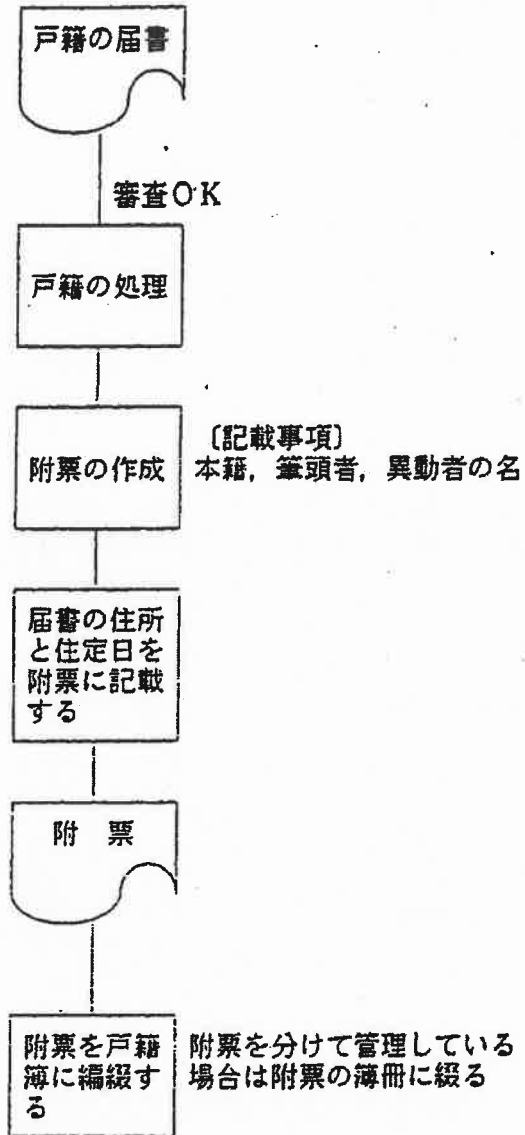 戸籍の届書
審査OK
戸籍の処理
附票の作成
〔記載事項〕
本籍，筆頭者，異動者の名
届書の住所
と住定日を
附票に記載
する
附　票
附票を戸籍
簿に編綴す
る
附票を分けて管理している
場合は附票の簿冊に綴る